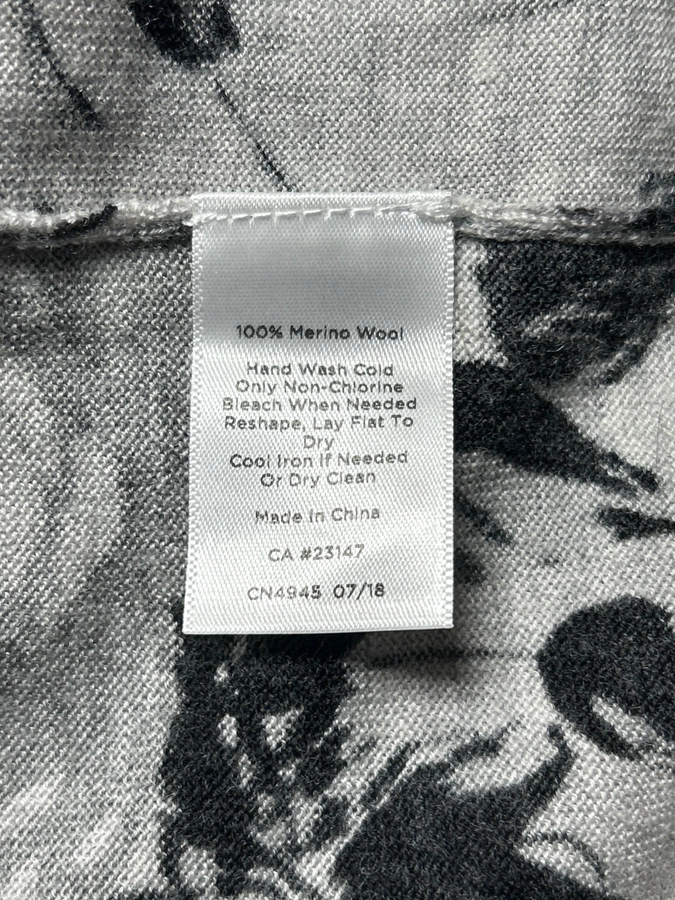 100% Merino Wool
Hand Wash Cold
Only Non-Chlorine
Bleach When Needed
Reshape, Lay Flat To
Dry
Cool Iron If Needed
Or Dry Clean
Made In China
CA #23147
CN4945 07/18